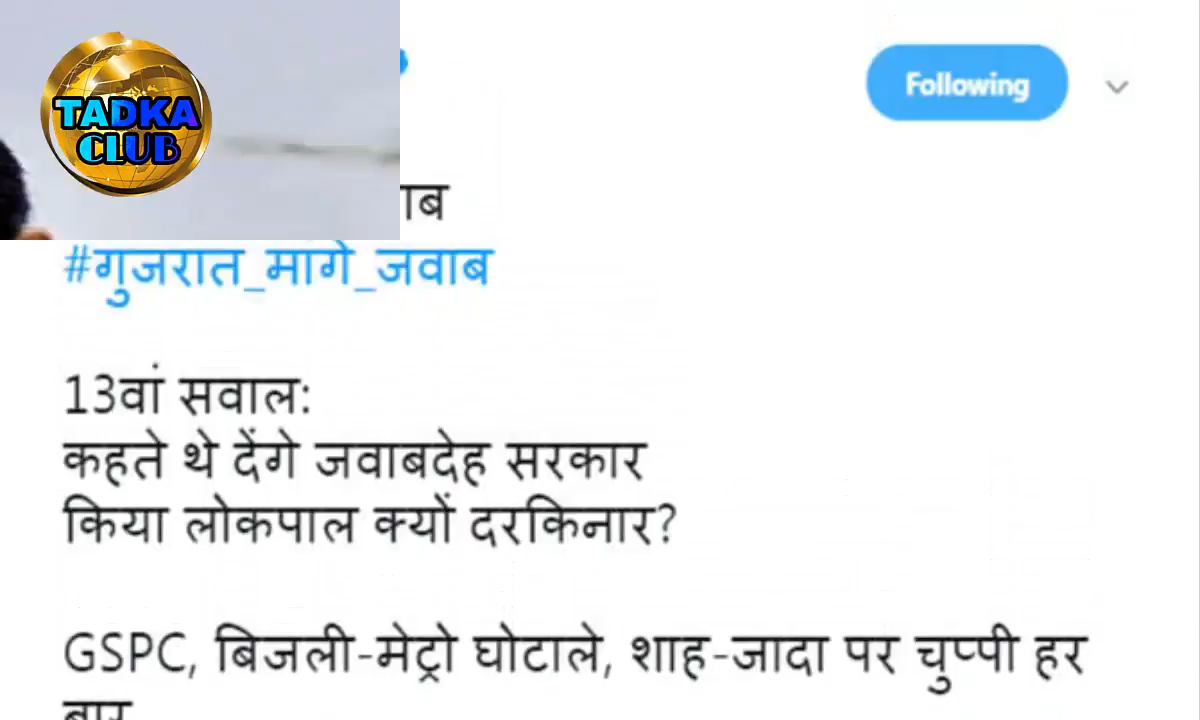 TADKA
CLUB
Following
ाब
#गुजरात_मांगे_जवाब
13वां सवाल:
कहते थे देंगे जवाबदेह सरकार
किया लोकपाल क्यों दरकिनार?
GSPC, बिजली-मेट्रो घोटाले, शाह-जादा पर चुप्पी हर
बार